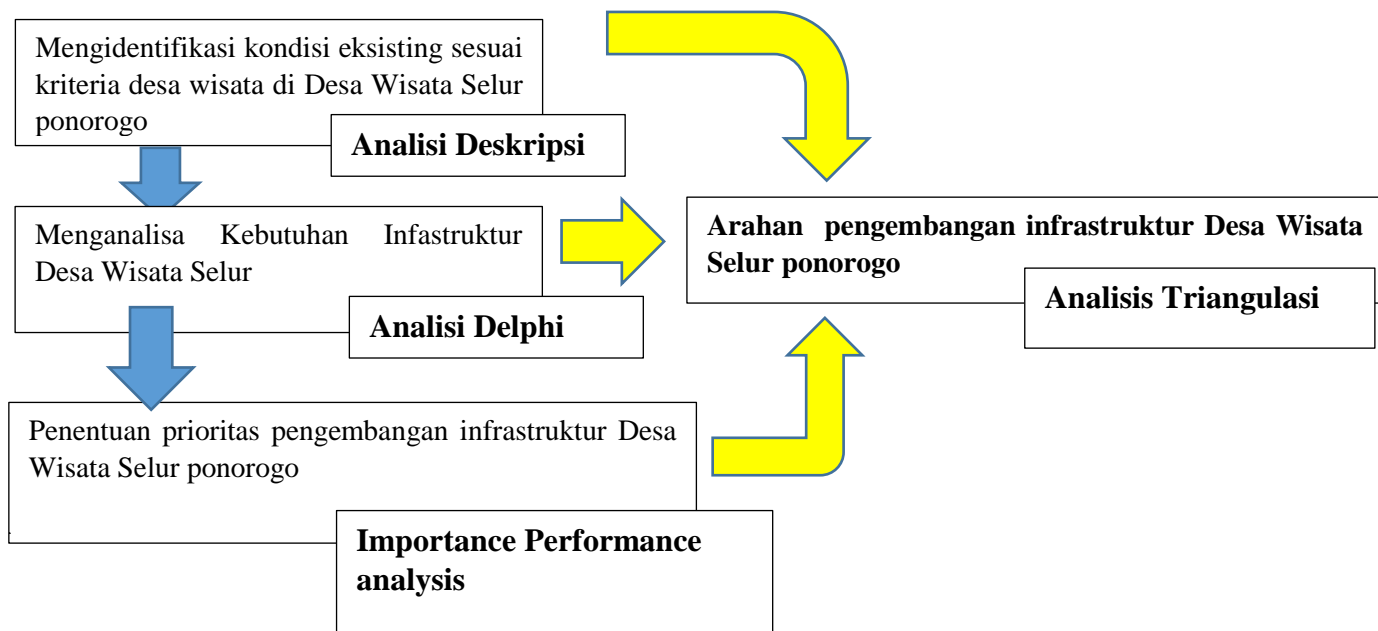 Mengidentifikasi kondisi eksisting sesuai
kriteria desa wisata di Desa Wisata Selur
ponorogo
Analisi Deskripsi
Menganalisa Kebutuhan Infastruktur
Desa Wisata Selur
Analisi Delphi
Penentuan prioritas pengembangan infrastruktur Desa
Wisata Selur ponorogo
.
Importance Performance
analysis
Arahan pengembangan infrastruktur Desa Wisata
Selur ponorogo
Analisis Triangulasi